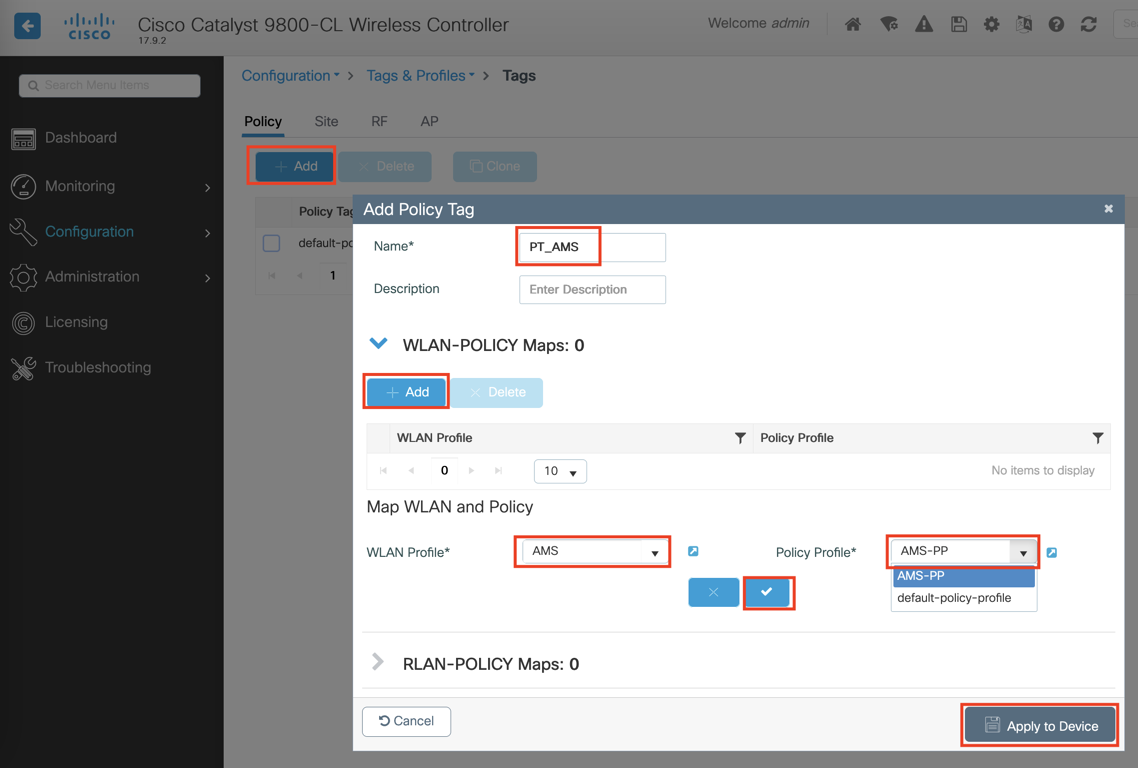 Cisco Catalyst 9800-CL Wireless Controller
CISCO
17.9.2
Welcome admin
Se
Search Menu Items
Dashboard
Monitoring
Configuration
Administration
Licensing
Troubleshooting
Configuration > Tags & Profiles > Tags
Policy Site RF AP
+ Add × Delete Clone
Policy Tag
default-po
1
Add Policy Tag
Name* PT_AMS
Description Enter Description
WLAN-POLICY Maps: 0
+ Add × Delete
WLAN Profile Policy Profile
0 10 No items to display
Map WLAN and Policy
WLAN Profile* AMS Policy Profile* AMS-PP
AMS-PP
default-policy-profile
RLAN-POLICY Maps: 0
Cancel Apply to Device